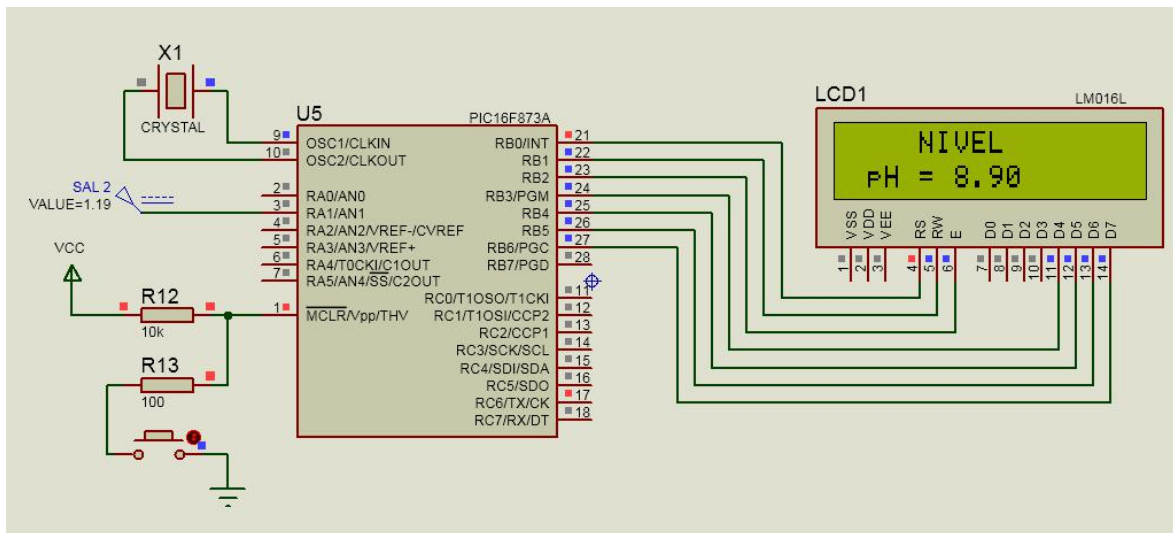 X1
CRYSTAL
SAL 2
VALUE=1.19
VCC
R12
10k
R13
100
U5
PIC16F873A
9 OSC1/CLKIN
10 OSC2/CLKOUT
2 RA0/AN0
3 RA1/AN1
4 RA2/AN2/VREF-/CVREF
5 RA3/AN3/VREF+
6 RA4/T0CKI/C1OUT
7 RA5/AN4/SS/C2OUT
1 MCLR/Vpp/THV
RB0/INT 21
RB1 22
RB2 23
RB3/PGM 24
RB4 25
RB5 26
RB6/PGC 27
RB7/PGD 28
RC0/T1OSO/T1CKI 11
RC1/T1OSI/CCP2 12
RC2/CCP1 13
RC3/SCK/SCL 14
RC4/SDI/SDA 15
RC5/SDO 16
RC6/TX/CK 17
RC7/RX/DT 18
LCD1
LM016L
NIVEL
pH = 8.90
VSS VDD VEE RS RW E D0 D1 D2 D3 D4 D5 D6 D7
1 2 3 4 5 6 7 8 9 10 11 12 13 14